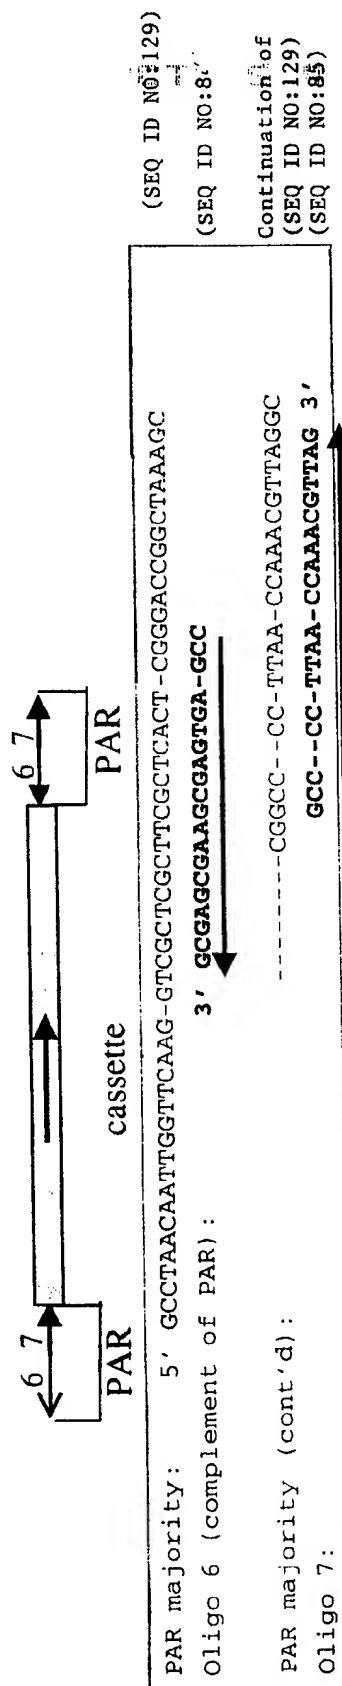 6 7 6 7
PAR cassette PAR
PAR majority: 5' GCCTAACAATTGGTTCAAG-GTCGCTCGCTTCGCTCACT-CGGGACCGGCTAAAGC (SEQ ID NO:129)
Oligo 6 (complement of PAR): 3' GCGAGCGAAGCGAGTGA-GCC (SEQ ID NO:8
PAR majority (cont'd): --------CGGCC--CC-TTAA-CCAAACGTTAGGC Continuation of (SEQ ID NO:129)
Oligo 7: GCC--CC-TTAA-CCAAACGTTAG 3' (SEQ ID NO:85)